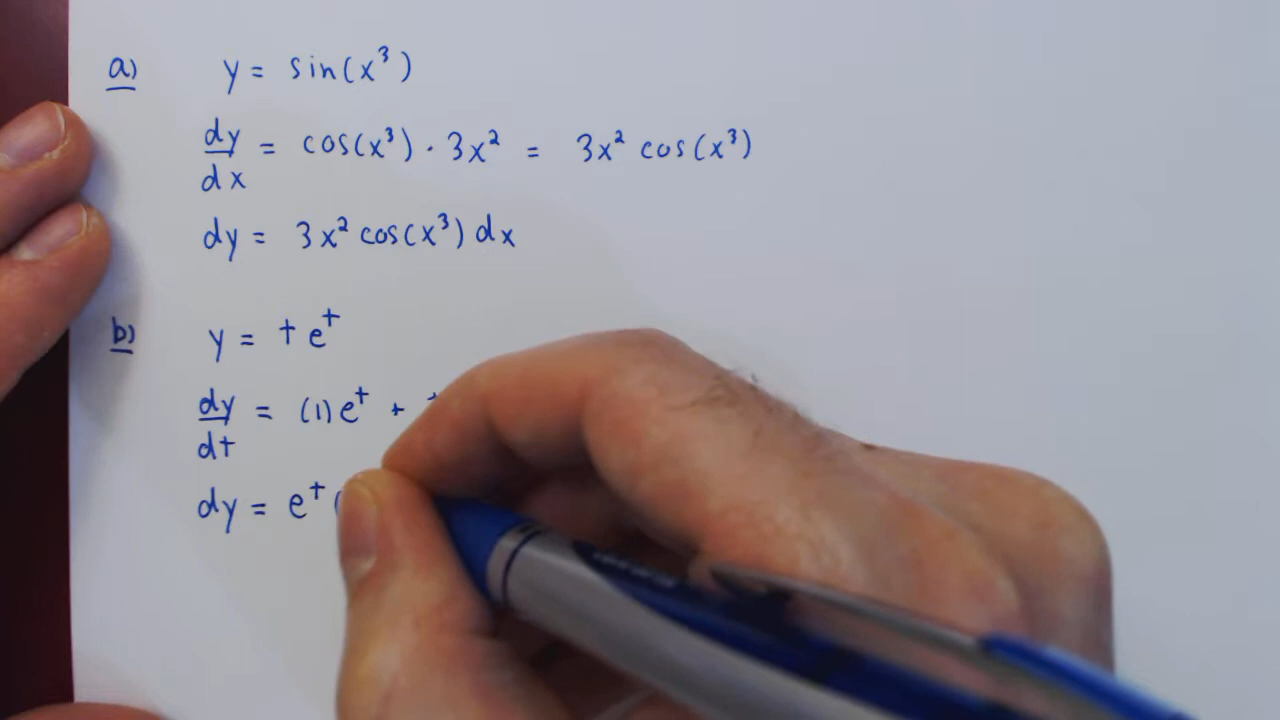 a) y = sin(x³)
dy/dx = cos(x³) · 3x² = 3x² cos(x³)
dy = 3x² cos(x³) dx
b) y = t e^t
dy/dt = (1)e^t +
dy = e^t (